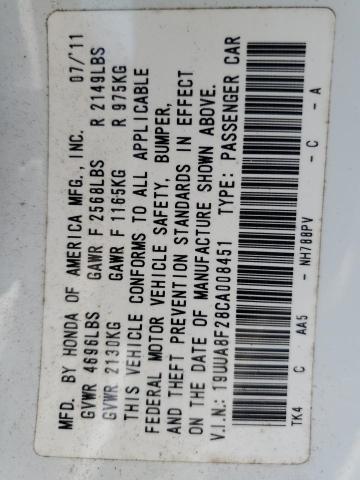 MFD. BY HONDA OF AMERICA MFG., INC. 07/11
GVWR 4696LBS GAWR F 2568LBS R 2149LBS
GVWR 2130KG GAWR F 1165KG R 975KG
THIS VEHICLE CONFORMS TO ALL APPLICABLE
FEDERAL MOTOR VEHICLE SAFETY, BUMPER,
AND THEFT PREVENTION STANDARDS IN EFFECT
ON THE DATE OF MANUFACTURE SHOWN ABOVE.
V.I.N.: 19UUA8F28CA008451 TYPE: PASSENGER CAR
TK4 C AA5 - NH788PV - C - A